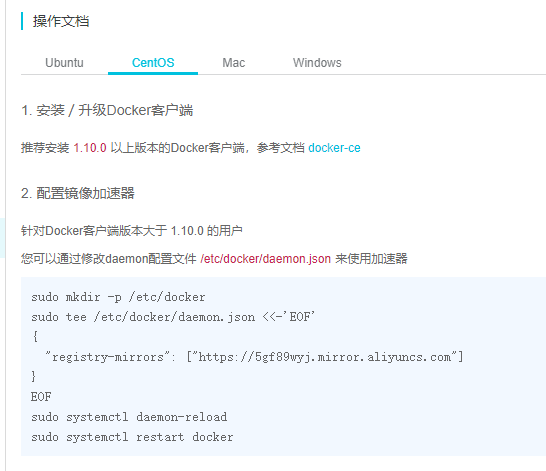 操作文档
Ubuntu CentOS Mac Windows
1. 安装 / 升级Docker客户端
推荐安装 1.10.0 以上版本的Docker客户端，参考文档 docker-ce
2. 配置镜像加速器
针对Docker客户端版本大于 1.10.0 的用户
您可以通过修改daemon配置文件 /etc/docker/daemon.json 来使用加速器
sudo mkdir -p /etc/docker
sudo tee /etc/docker/daemon.json <<-'EOF'
{
  "registry-mirrors": ["https://5gf89wyj.mirror.aliyuncs.com"]
}
EOF
sudo systemctl daemon-reload
sudo systemctl restart docker